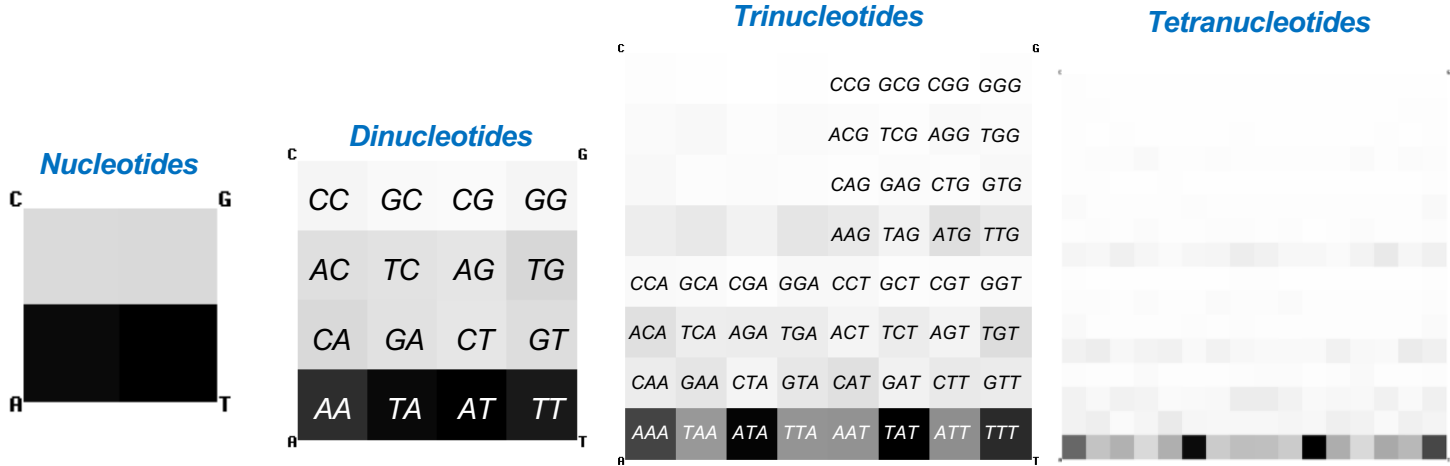 Nucleotides
C G
A T
Dinucleotides
C G
CC GC CG GG
AC TC AG TG
CA GA CT GT
AA TA AT TT
A T
Trinucleotides
C G
CCG GCG CGG GGG
ACG TCG AGG TGG
CAG GAG CTG GTG
AAG TAG ATG TTG
CCA GCA CGA GGA CCT GCT CGT GGT
ACA TCA AGA TGA ACT TCT AGT TGT
CAA GAA CTA GTA CAT GAT CTT GTT
AAA TAA ATA TTA AAT TAT ATT TTT
A T
Tetranucleotides